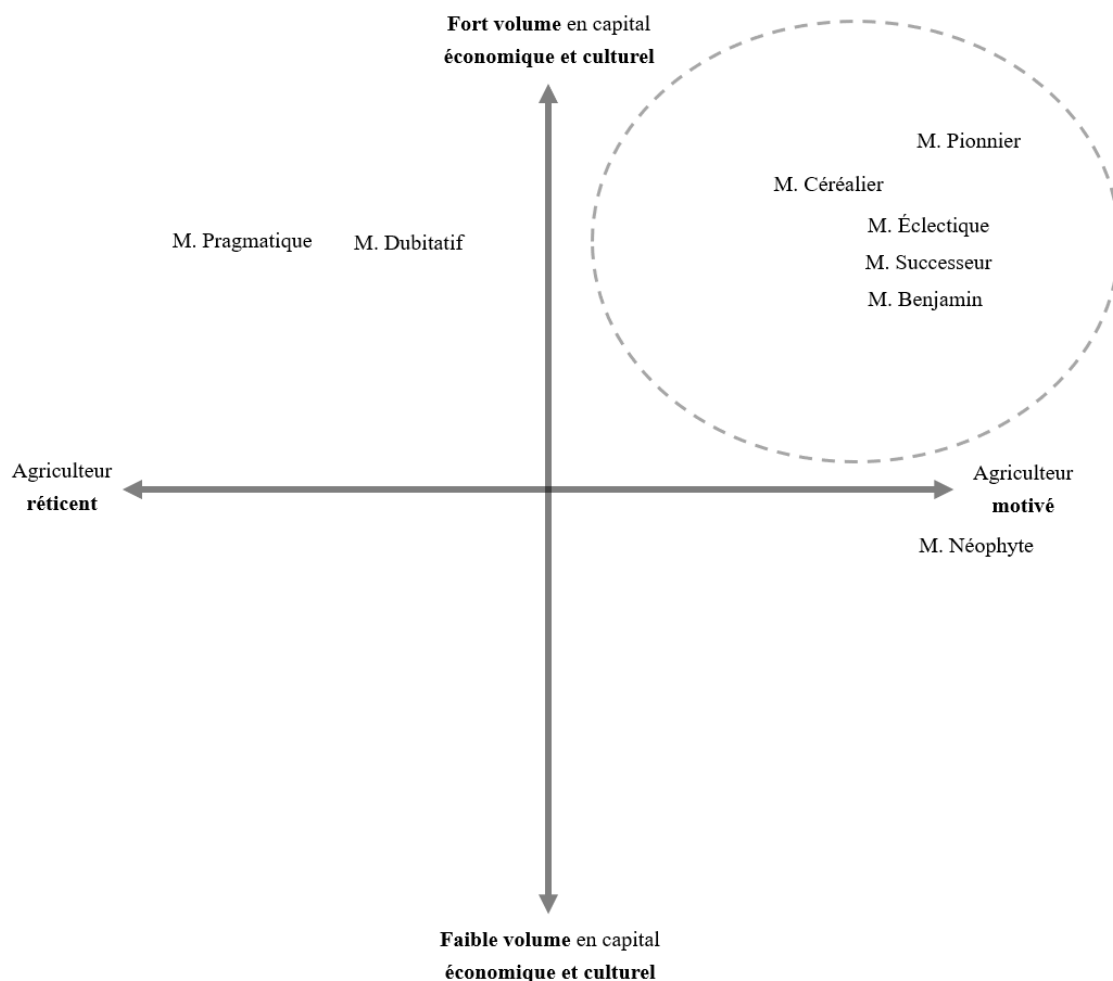 Fort volume en capital
économique et culturel
M. Pionnier
M. Céréalier
M. Éclectique
M. Pragmatique
M. Dubitatif
M. Successeur
M. Benjamin
Agriculteur
réticent
Agriculteur
motivé
M. Néophyte
Faible volume en capital
économique et culturel